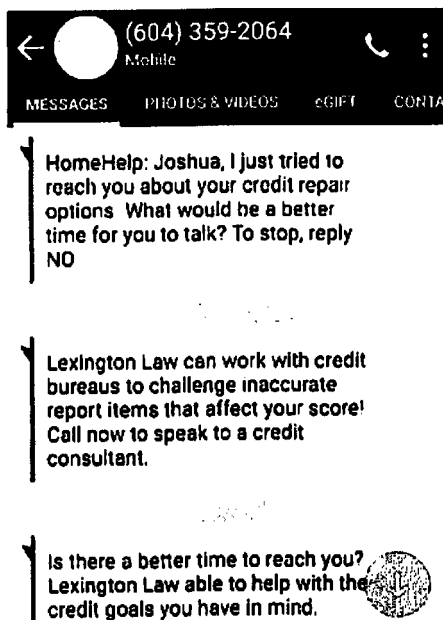 (604) 359-2064
Mobile
MESSAGES PHOTOS & VIDEOS eGIFT CONTA
HomeHelp: Joshua, I just tried to
reach you about your credit repair
options What would be a better
time for you to talk? To stop, reply
NO
Lexington Law can work with credit
bureaus to challenge inaccurate
report items that affect your score!
Call now to speak to a credit
consultant.
Is there a better time to reach you?
Lexington Law able to help with the
credit goals you have in mind.